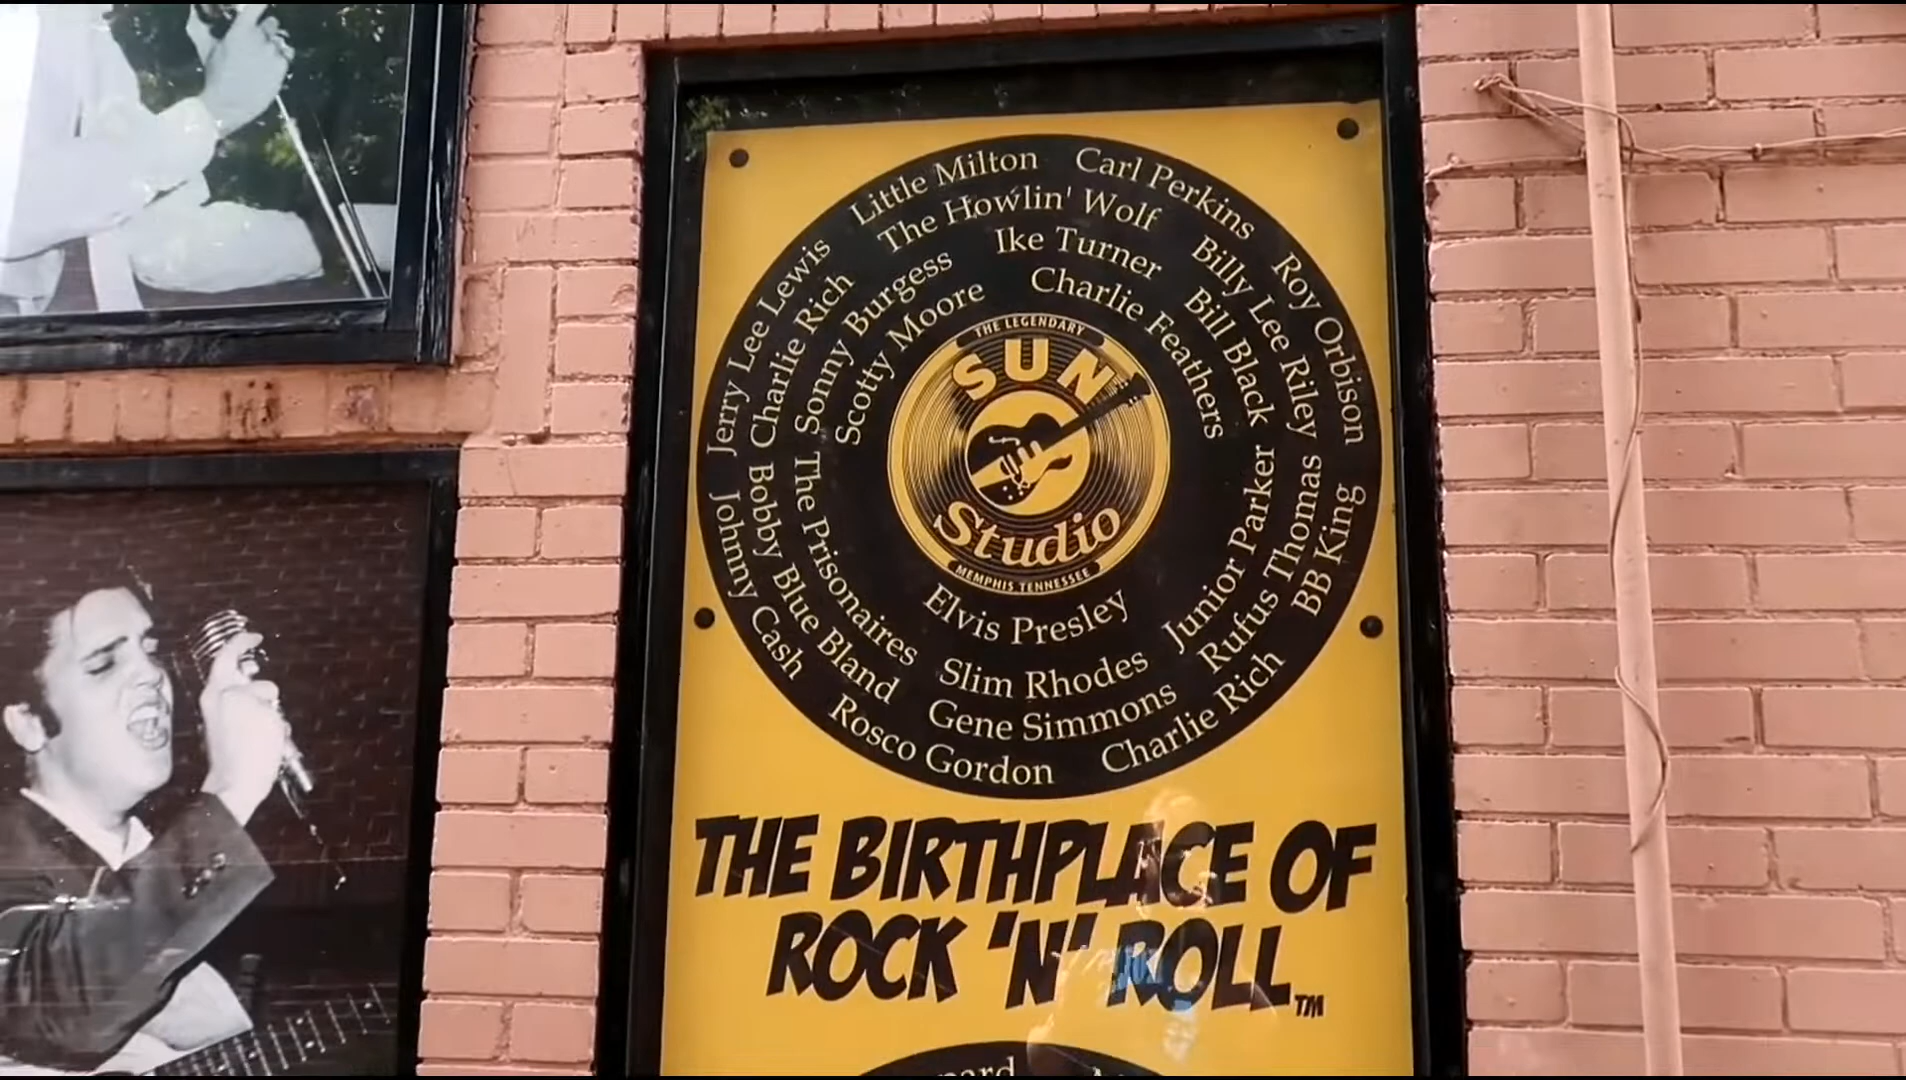 Little Milton
Carl Perkins
Roy Orbison
BB King
Charlie Rich
Rosco Gordon
Johnny Cash
Jerry Lee Lewis
The Howlin' Wolf
Billy Lee Riley
Rufus Thomas
Gene Simmons
Bobby Blue Bland
Charlie Rich
Ike Turner
Bill Black
Junior Parker
Slim Rhodes
The Prisonaires
Sonny Burgess
Charlie Feathers
Elvis Presley
Scotty Moore
THE LEGENDARY
SUN
Studio
MEMPHIS TENNESSEE
THE BIRTHPLACE OF
ROCK 'N' ROLL TM